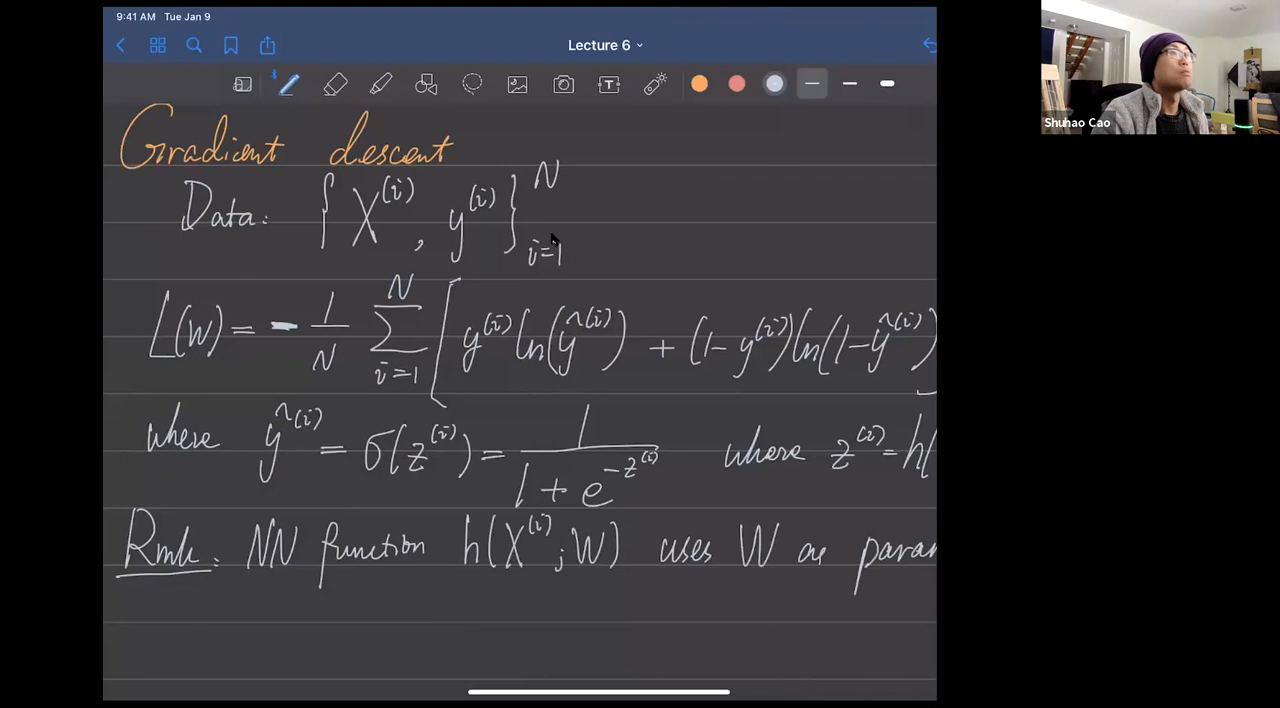 9:41 AM Tue Jan 9
Lecture 6
Shuhao Cao
Gradient descent
Data: { X^(i), y^(i) }_{i=1}^N
L(W) = - 1/N ∑_{i=1}^N [ y^(i) ln(ŷ^(i)) + (1-y^(i)) ln(1-ŷ^(i))
where ŷ^(i) = σ(z^(i)) = 1/(1 + e^{-z^(i)}) where z^(i) = h(
Rmk: NN function h(X^(i); W) uses W as param